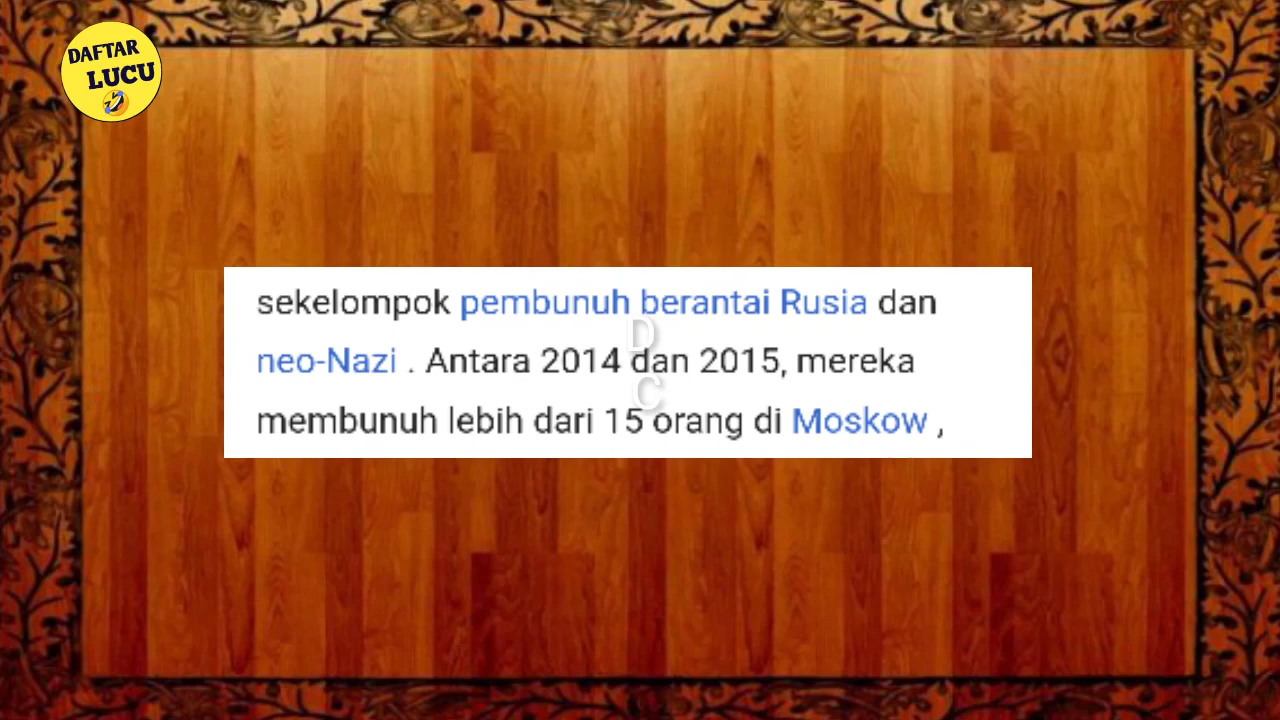 DAFTAR
LUCU
sekelompok pembunuh berantai Rusia dan
neo-Nazi . Antara 2014 dan 2015, mereka
membunuh lebih dari 15 orang di Moskow ,
D
C